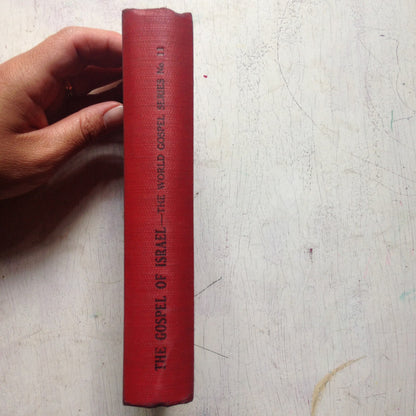 THE GOSPEL OF ISRAEL—THE WORLD GOSPEL SERIES No 11